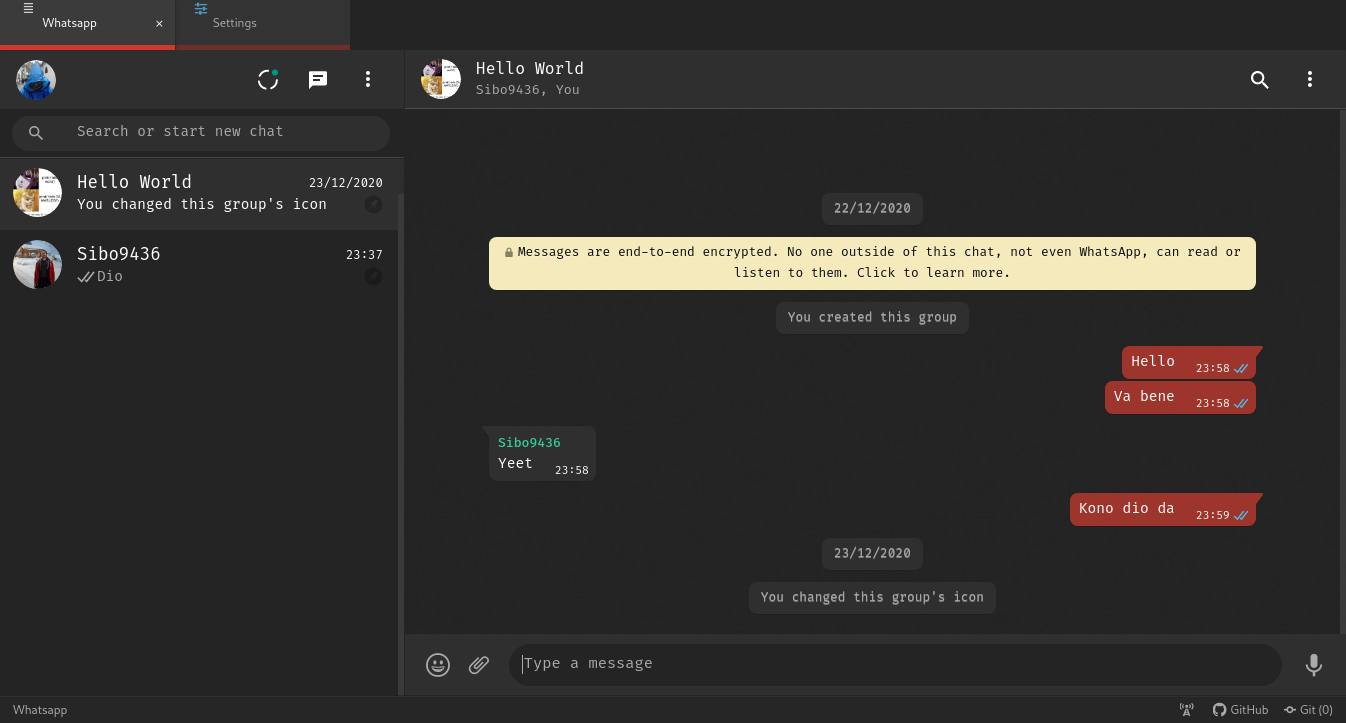 Whatsapp ×
Settings
Hello World
Sibo9436, You
Search or start new chat
Hello World 23/12/2020
You changed this group's icon
Sibo9436 23:37
Dio
22/12/2020
Messages are end-to-end encrypted. No one outside of this chat, not even WhatsApp, can read or
listen to them. Click to learn more.
You created this group
Hello 23:58
Va bene 23:58
Sibo9436
Yeet 23:58
Kono dio da 23:59
23/12/2020
You changed this group's icon
Type a message
Whatsapp GitHub Git (0)